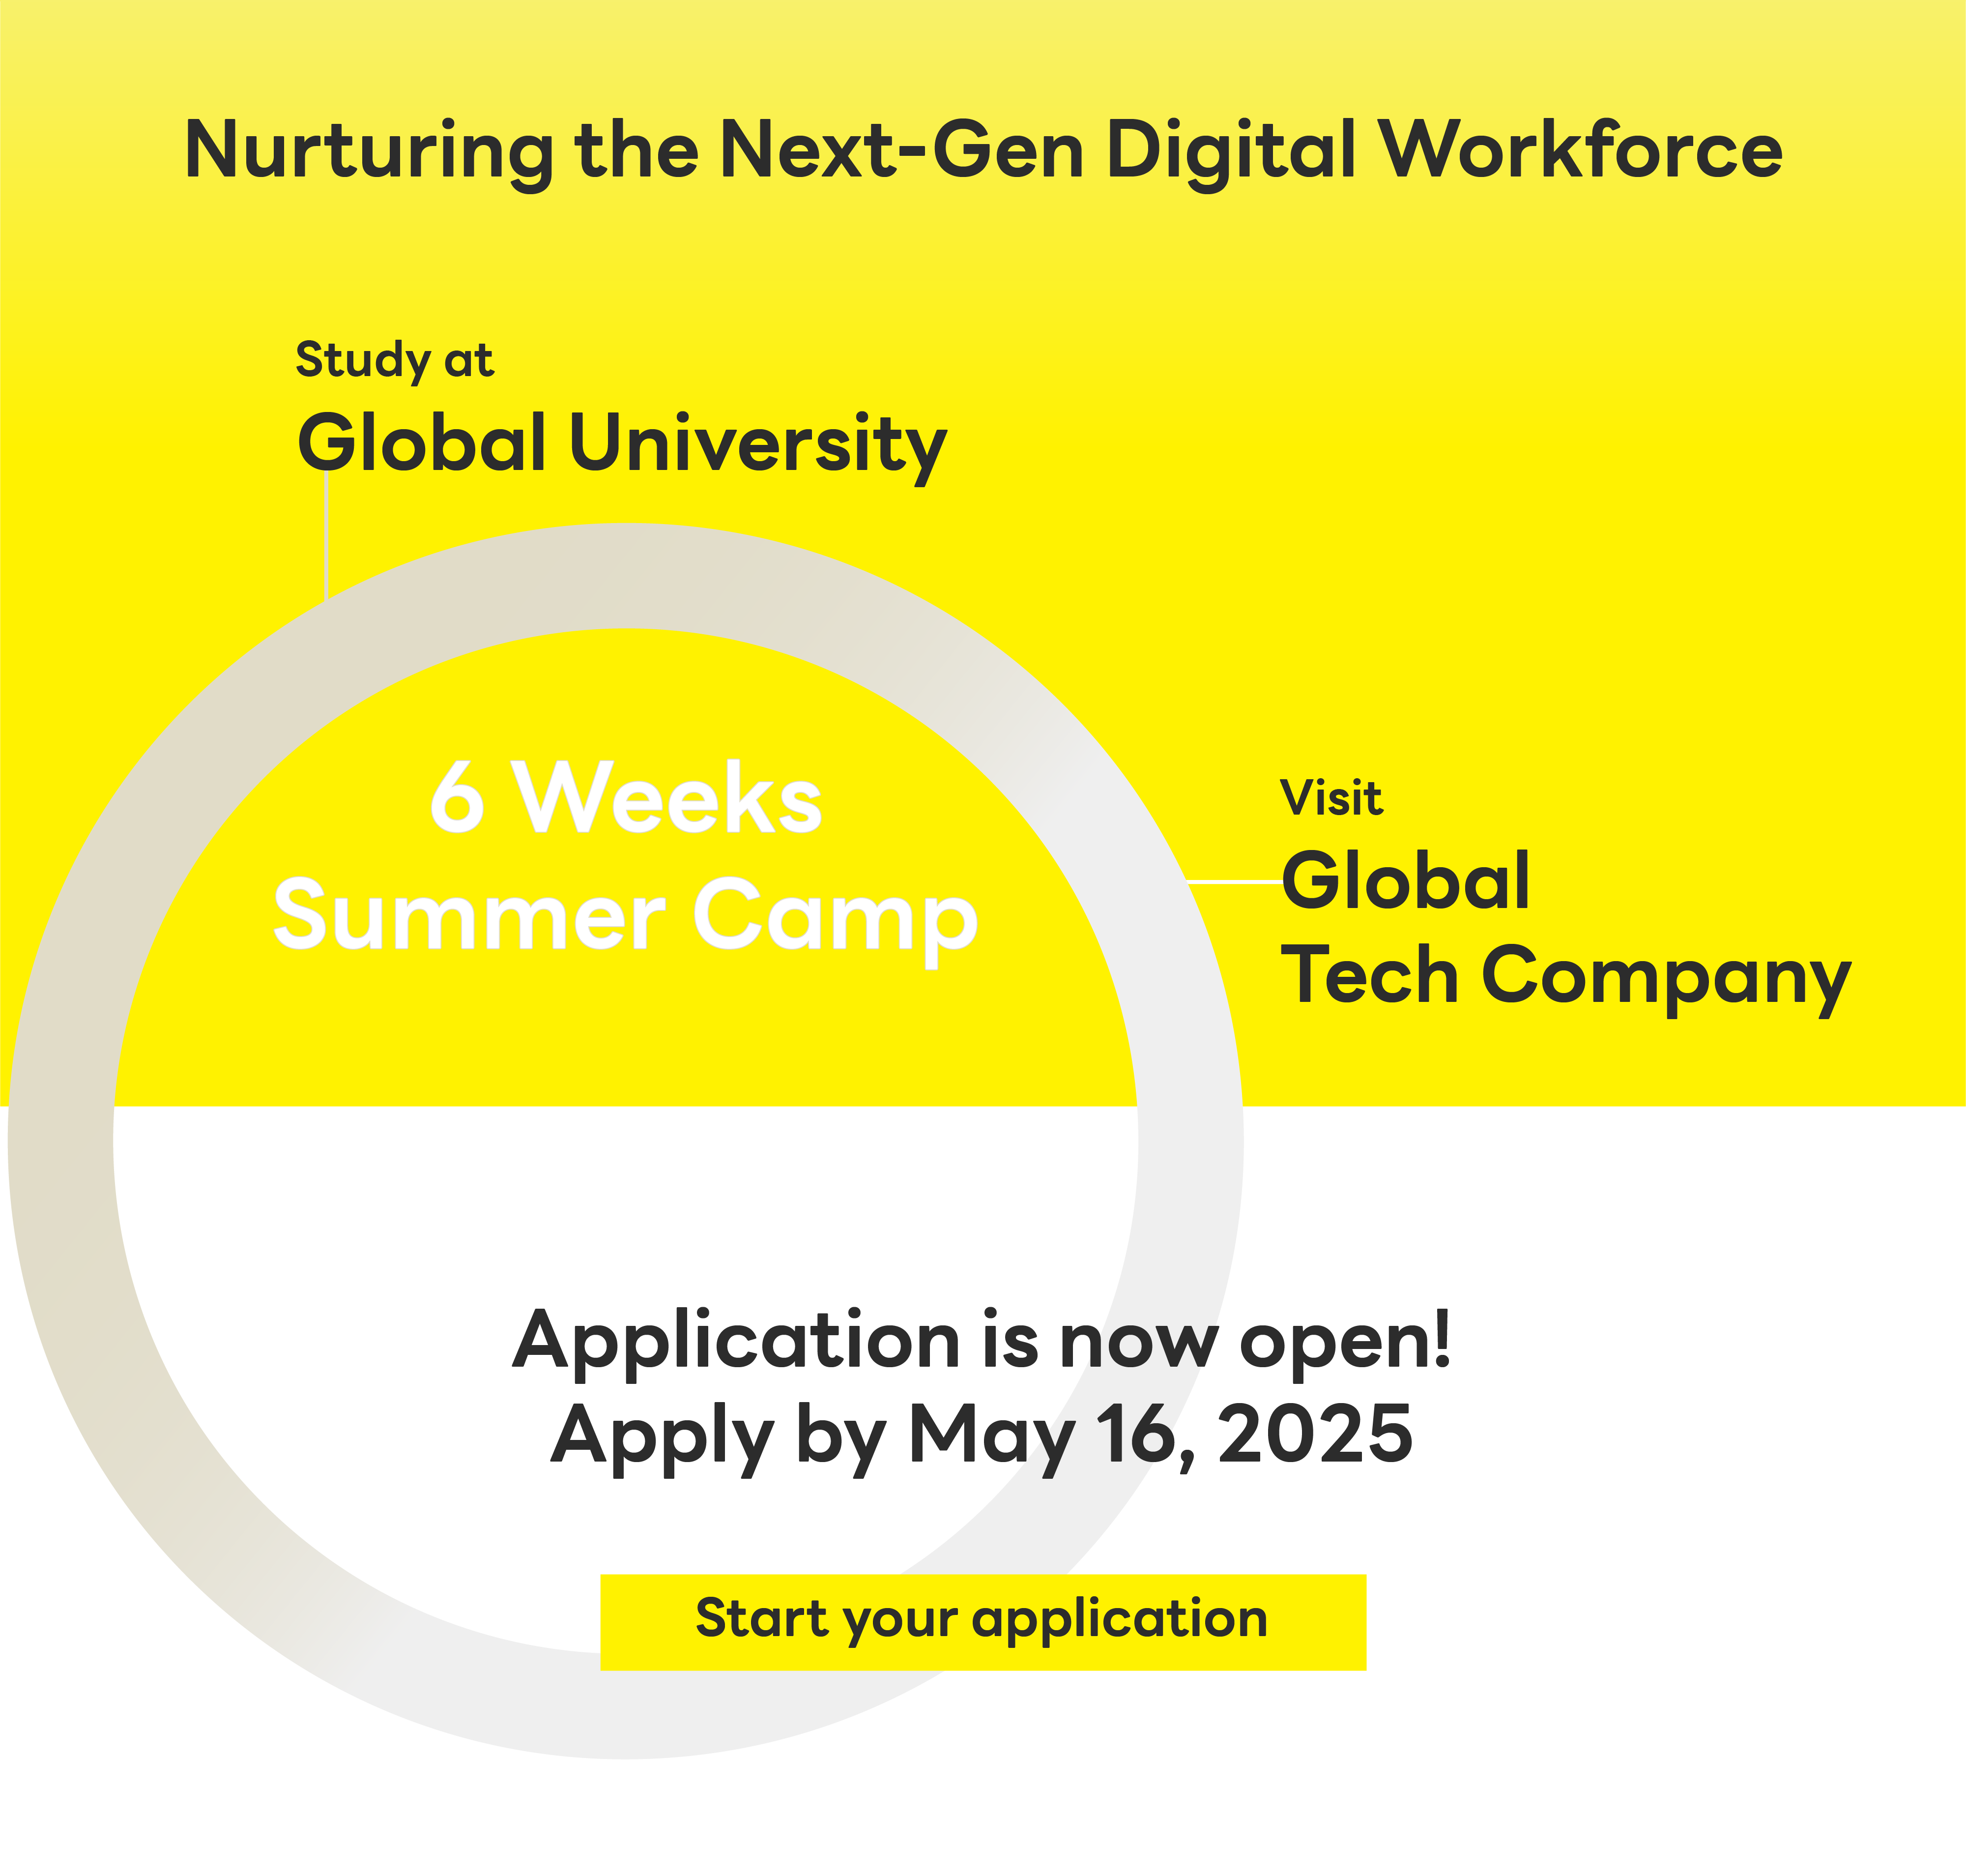 Nurturing the Next-Gen Digital Workforce
Study at
Global University
6 Weeks
Summer Camp
Visit
Global
Tech Company
Application is now open!
Apply by May 16, 2025
Start your application